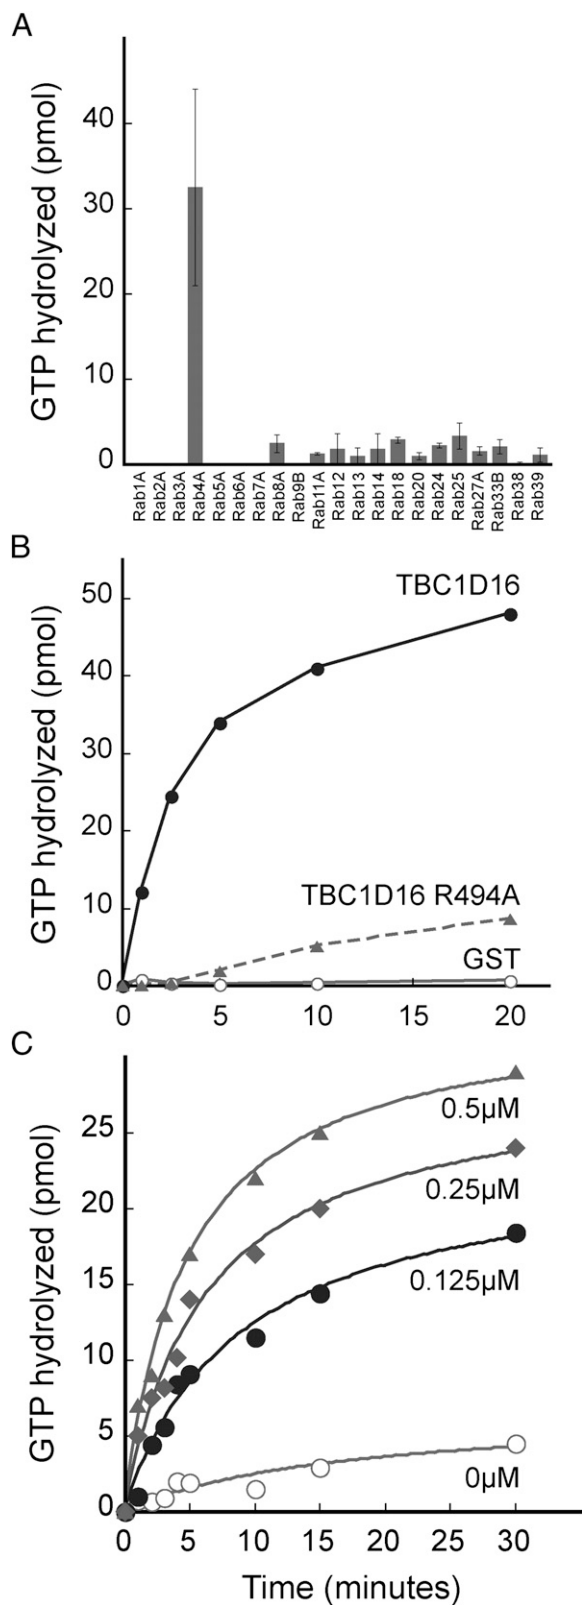 A
GTP hydrolyzed (pmol)
40
30
20
10
0
Rab1A
Rab2A
Rab3A
Rab4A
Rab5A
Rab6A
Rab7A
Rab8A
Rab9B
Rab11A
Rab12
Rab13
Rab14
Rab18
Rab20
Rab24
Rab25
Rab27A
Rab33B
Rab38
Rab39
B
GTP hydrolyzed (pmol)
50
40
30
20
10
0
TBC1D16
TBC1D16 R494A
GST
0 5 10 15 20
C
GTP hydrolyzed (pmol)
25
20
15
10
5
0
0.5µM
0.25µM
0.125µM
0µM
0 5 10 15 20 25 30
Time (minutes)